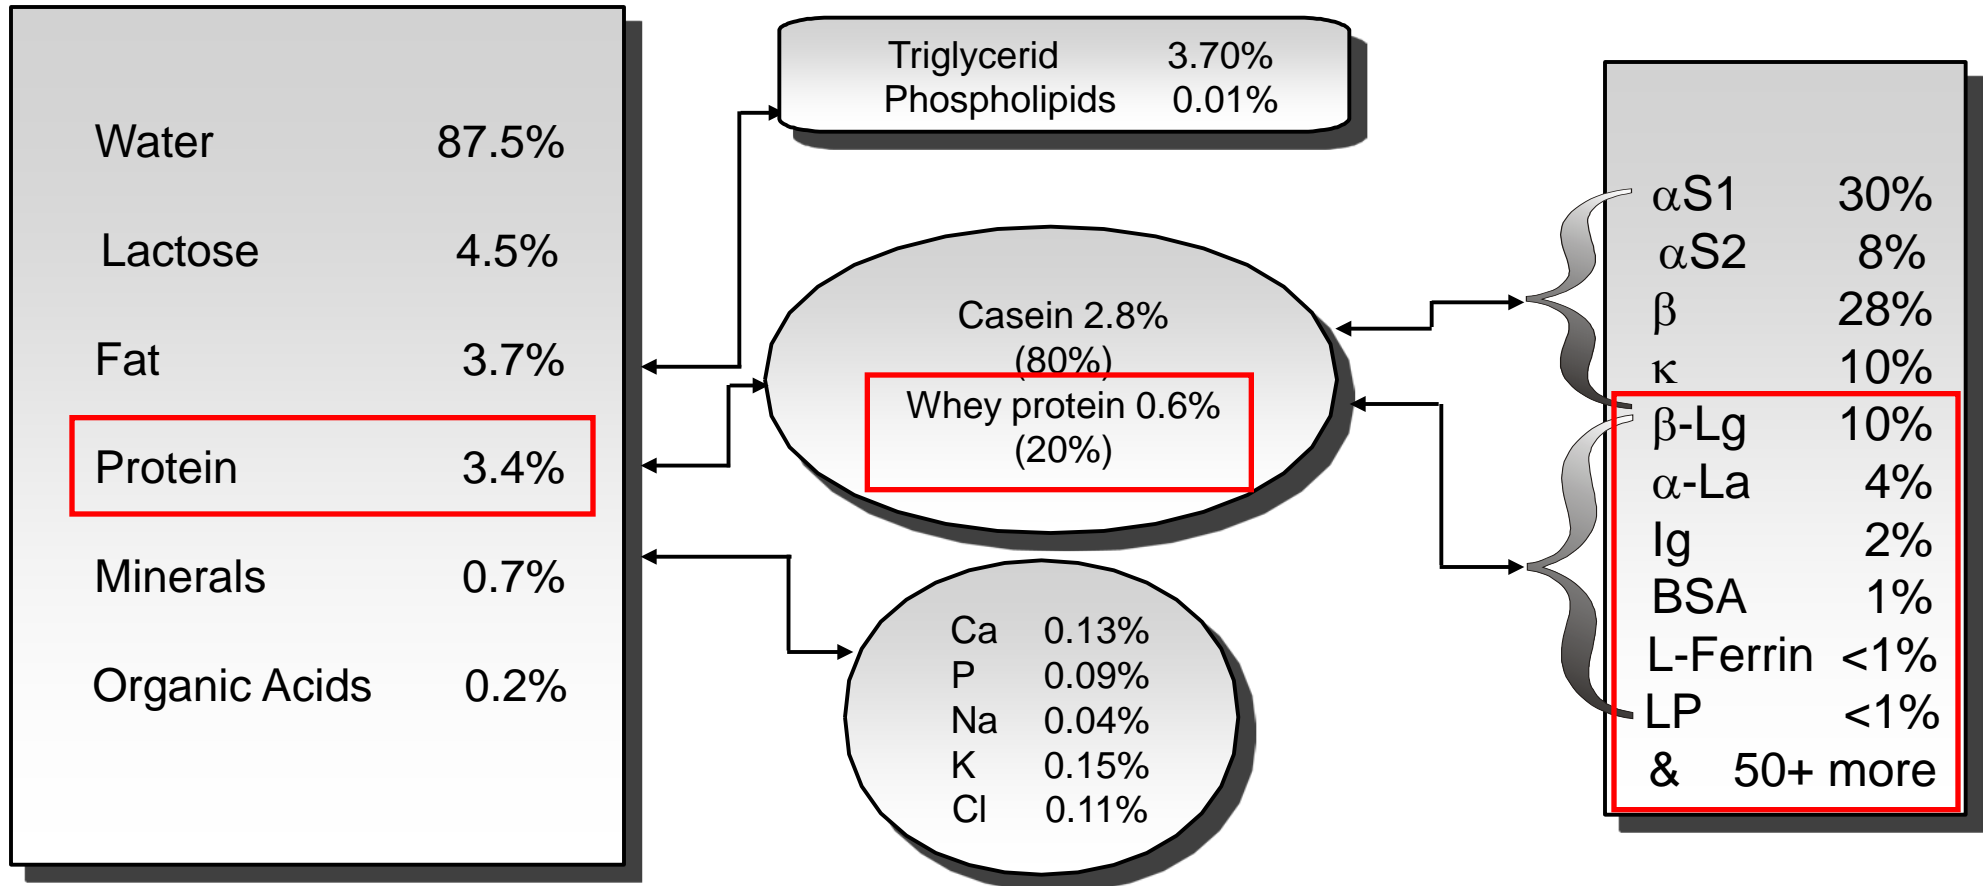 Water 87.5%
Lactose 4.5%
Fat 3.7%
Protein 3.4%
Minerals 0.7%
Organic Acids 0.2%
Triglycerid 3.70%
Phospholipids 0.01%
Casein 2.8%
(80%)
Whey protein 0.6%
(20%)
Ca 0.13%
P 0.09%
Na 0.04%
K 0.15%
Cl 0.11%
αS1 30%
αS2 8%
β 28%
κ 10%
β-Lg 10%
α-La 4%
Ig 2%
BSA 1%
L-Ferrin <1%
LP <1%
& 50+ more